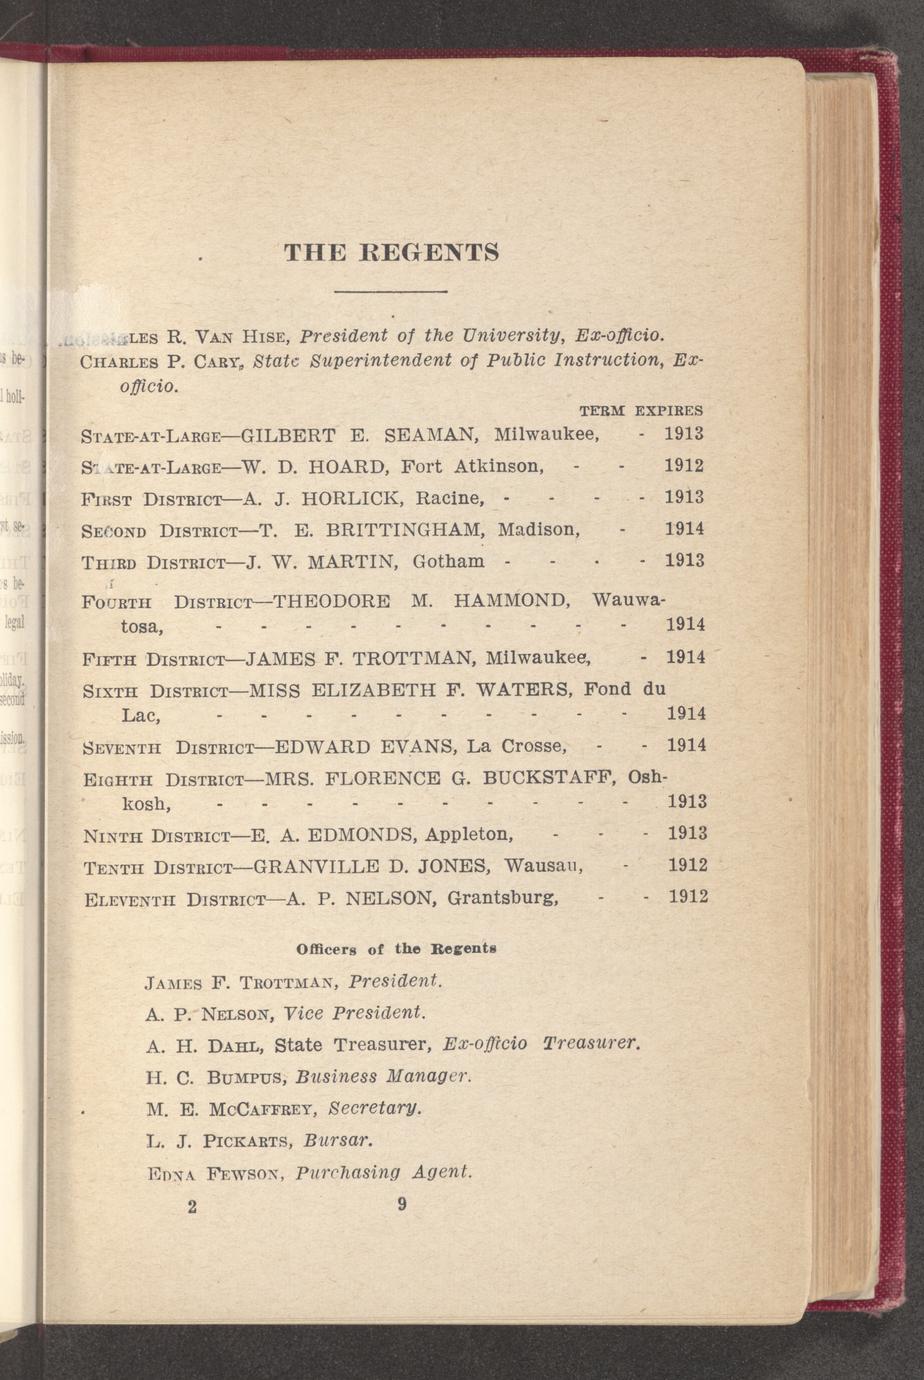 THE REGENTS
LES R. VAN HISE, President of the University, Ex-officio.
CHARLES P. CARY, State Superintendent of Public Instruction, Ex-
officio.
TERM EXPIRES
STATE-AT-LARGE—GILBERT E. SEAMAN, Milwaukee, - 1913
STATE-AT-LARGE—W. D. HOARD, Fort Atkinson, - - 1912
FIRST DISTRICT—A. J. HORLICK, Racine, - - - - 1913
SECOND DISTRICT—T. E. BRITTINGHAM, Madison, - 1914
THIRD DISTRICT—J. W. MARTIN, Gotham - - - - 1913
FOURTH DISTRICT—THEODORE M. HAMMOND, Wauwa-
tosa, - - - - - - - - - - 1914
FIFTH DISTRICT—JAMES F. TROTTMAN, Milwaukee, - 1914
SIXTH DISTRICT—MISS ELIZABETH F. WATERS, Fond du
Lac, - - - - - - - - - - 1914
SEVENTH DISTRICT—EDWARD EVANS, La Crosse, - - 1914
EIGHTH DISTRICT—MRS. FLORENCE G. BUCKSTAFF, Osh-
kosh, - - - - - - - - - - 1913
NINTH DISTRICT—E. A. EDMONDS, Appleton, - - - 1913
TENTH DISTRICT—GRANVILLE D. JONES, Wausau, - 1912
ELEVENTH DISTRICT—A. P. NELSON, Grantsburg, - - 1912
Officers of the Regents
JAMES F. TROTTMAN, President.
A. P. NELSON, Vice President.
A. H. DAHL, State Treasurer, Ex-officio Treasurer.
H. C. BUMPUS, Business Manager.
M. E. MCCAFFREY, Secretary.
L. J. PICKARTS, Bursar.
EDNA FEWSON, Purchasing Agent.
2 9